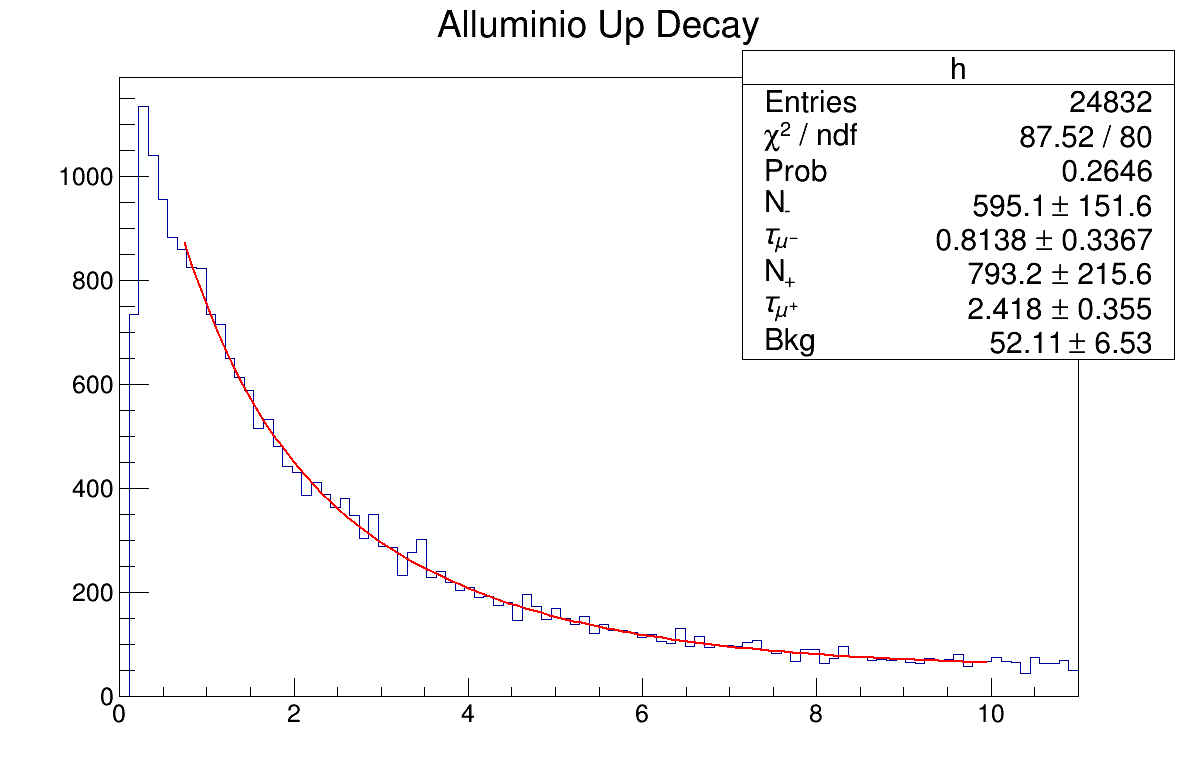 Alluminio Up Decay
h
Entries 24832
χ² / ndf 87.52 / 80
Prob 0.2646
N₋ 595.1 ± 151.6
τμ⁻ 0.8138 ± 0.3367
N₊ 793.2 ± 215.6
τμ⁺ 2.418 ± 0.355
Bkg 52.11 ± 6.53
1000
800
600
400
200
0
0 2 4 6 8 10